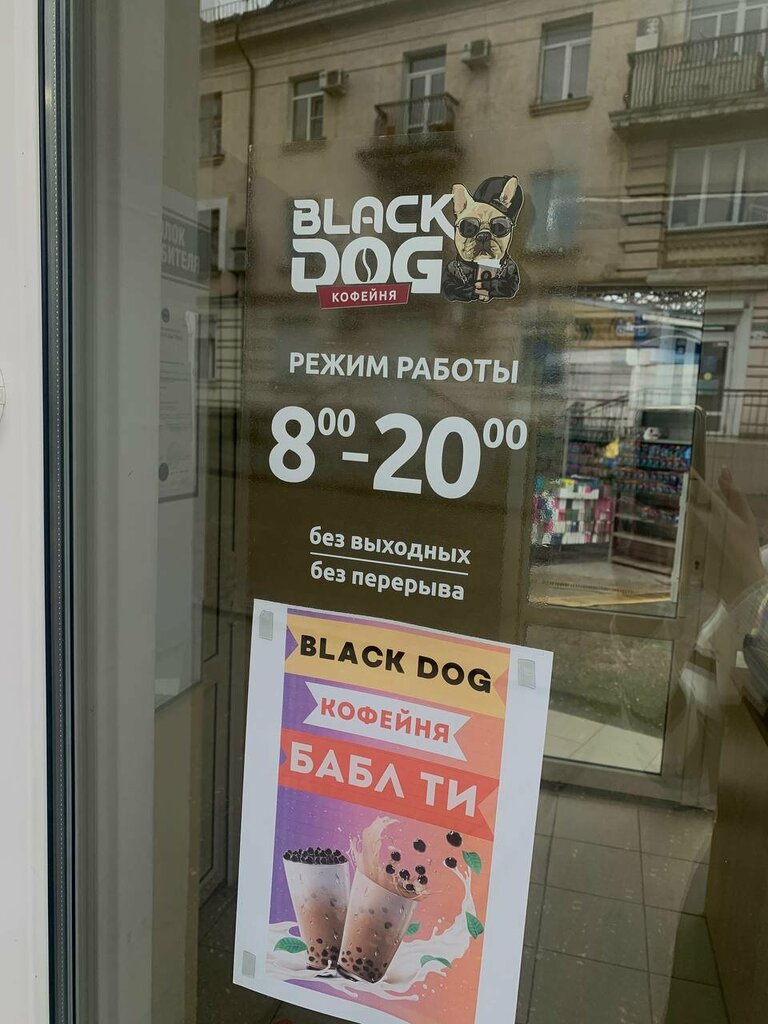 BLACK
DOG
КОФЕЙНЯ
РЕЖИМ РАБОТЫ
8⁰⁰-20⁰⁰
без выходных
без перерыва
BLACK DOG
КОФЕЙНЯ
БАБЛ ТИ